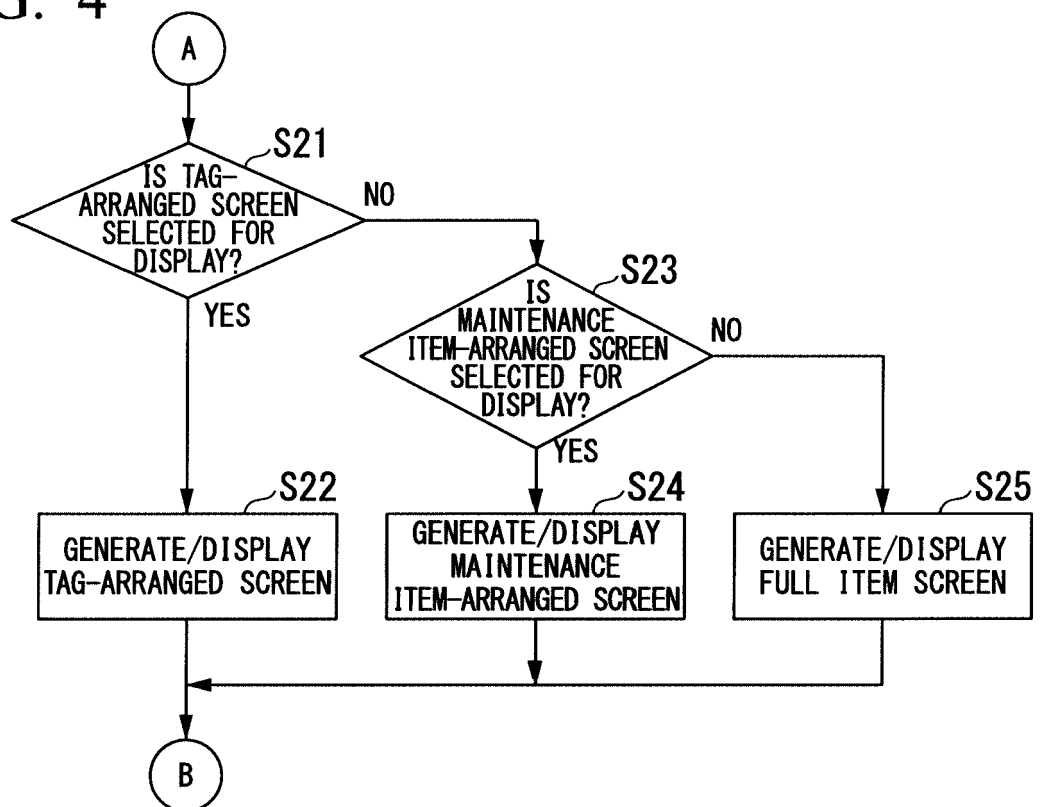 G. 4
A
S21
IS TAG-
ARRANGED SCREEN
SELECTED FOR
DISPLAY?
NO
YES
S23
IS
MAINTENANCE
ITEM-ARRANGED SCREEN
SELECTED FOR
DISPLAY?
NO
YES
S22
GENERATE/DISPLAY
TAG-ARRANGED SCREEN
S24
GENERATE/DISPLAY
MAINTENANCE
ITEM-ARRANGED SCREEN
S25
GENERATE/DISPLAY
FULL ITEM SCREEN
B